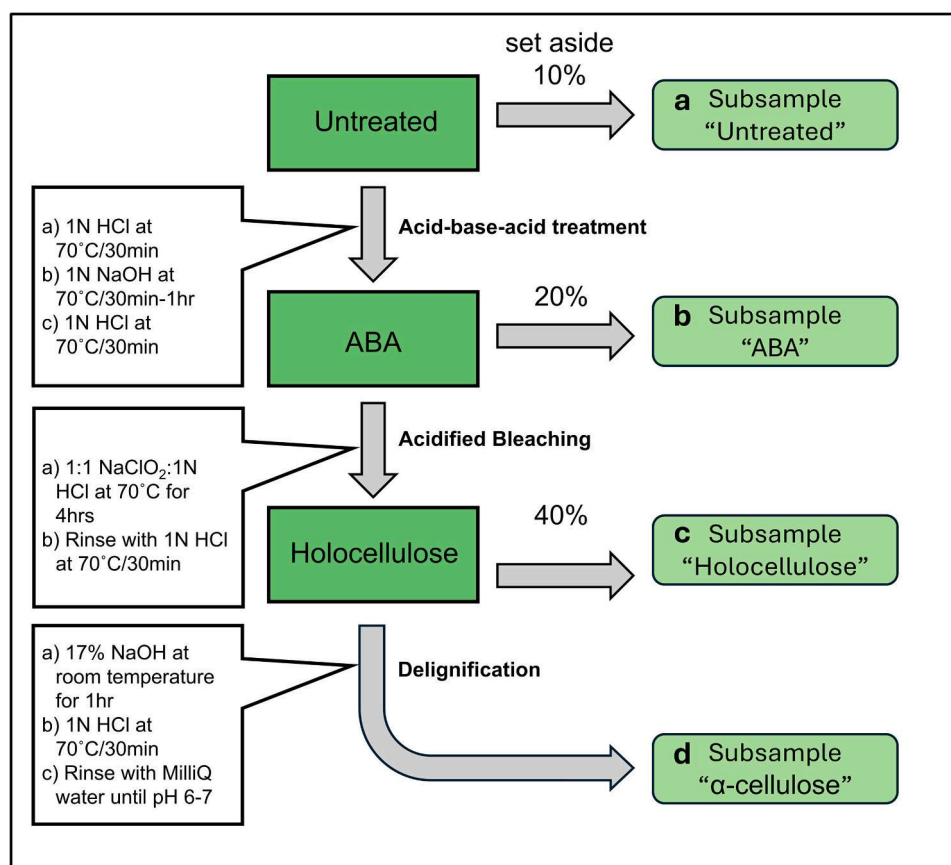 set aside
10%
Untreated
a Subsample
“Untreated”
a) 1N HCl at
70˚C/30min
b) 1N NaOH at
70˚C/30min-1hr
c) 1N HCl at
70˚C/30min
Acid-base-acid treatment
20%
ABA
b Subsample
“ABA”
a) 1:1 NaClO₂:1N
HCl at 70˚C for
4hrs
b) Rinse with 1N HCl
at 70˚C/30min
Acidified Bleaching
40%
Holocellulose
c Subsample
“Holocellulose”
a) 17% NaOH at
room temperature
for 1hr
b) 1N HCl at
70˚C/30min
c) Rinse with MilliQ
water until pH 6-7
Delignification
d Subsample
“α-cellulose”